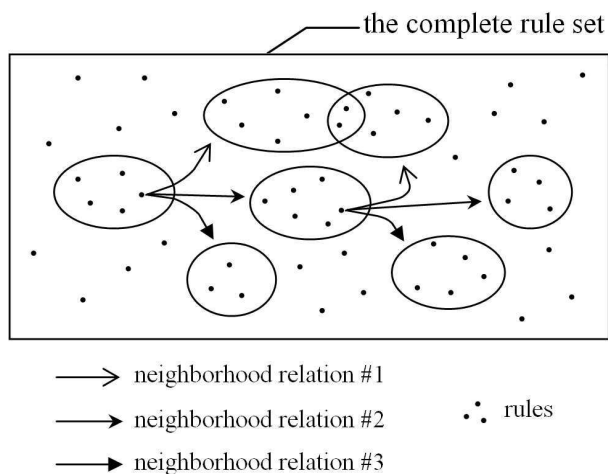 the complete rule set
neighborhood relation #1
neighborhood relation #2
rules
neighborhood relation #3